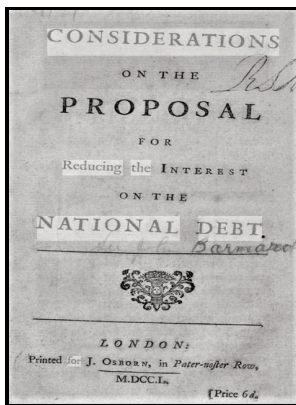 CONSIDERATIONS
ON THE
PROPOSAL
FOR
Reducing the INTEREST
ON THE
NATIONAL DEBT.
Barnard
LONDON:
Printed for J. OSBORN, in Pater-noſter Row,
M.DCC.L.
[Price 6d.